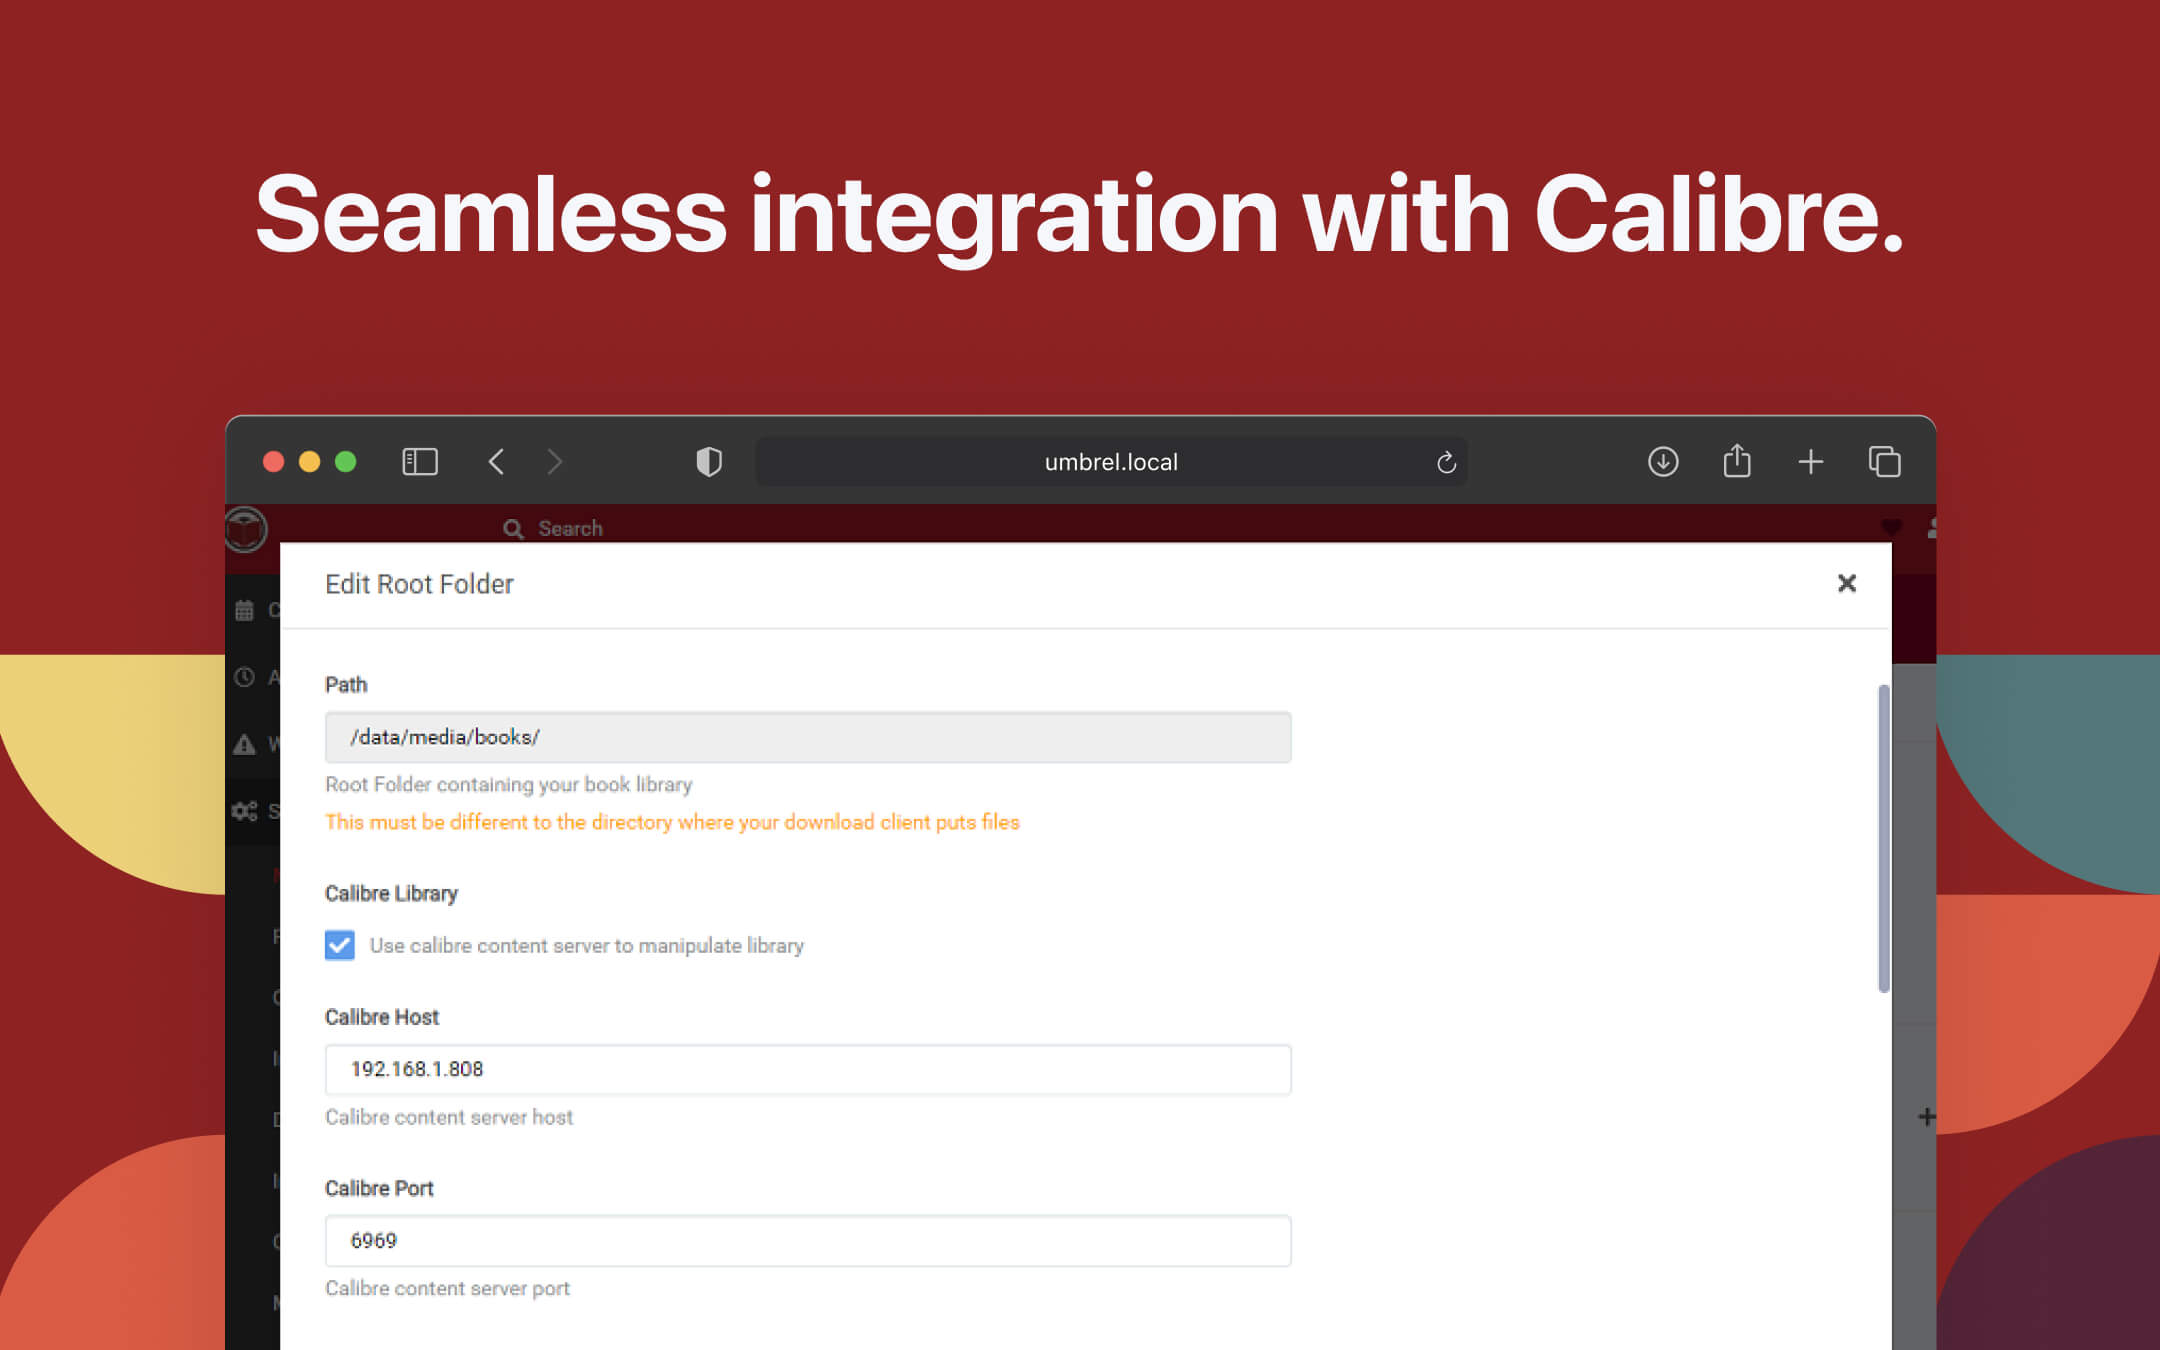 Seamless integration with Calibre.
umbrel.local
Search
Edit Root Folder
Path
/data/media/books/
Root Folder containing your book library
This must be different to the directory where your download client puts files
Calibre Library
Use calibre content server to manipulate library
Calibre Host
192.168.1.808
Calibre content server host
Calibre Port
6969
Calibre content server port